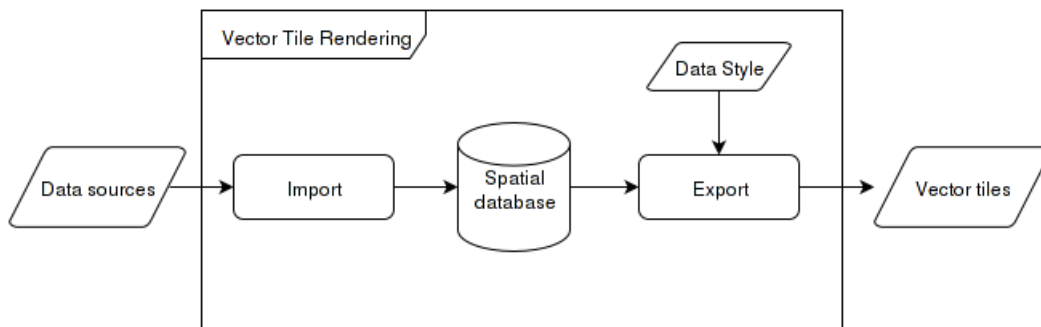 Vector Tile Rendering
Data Style
Data sources
Import
Spatial
database
Export
Vector tiles